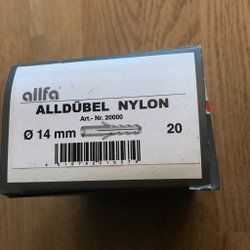 allfa
ALLDÜBEL NYLON
Art.- Nr. 20000
Ø 14 mm
20